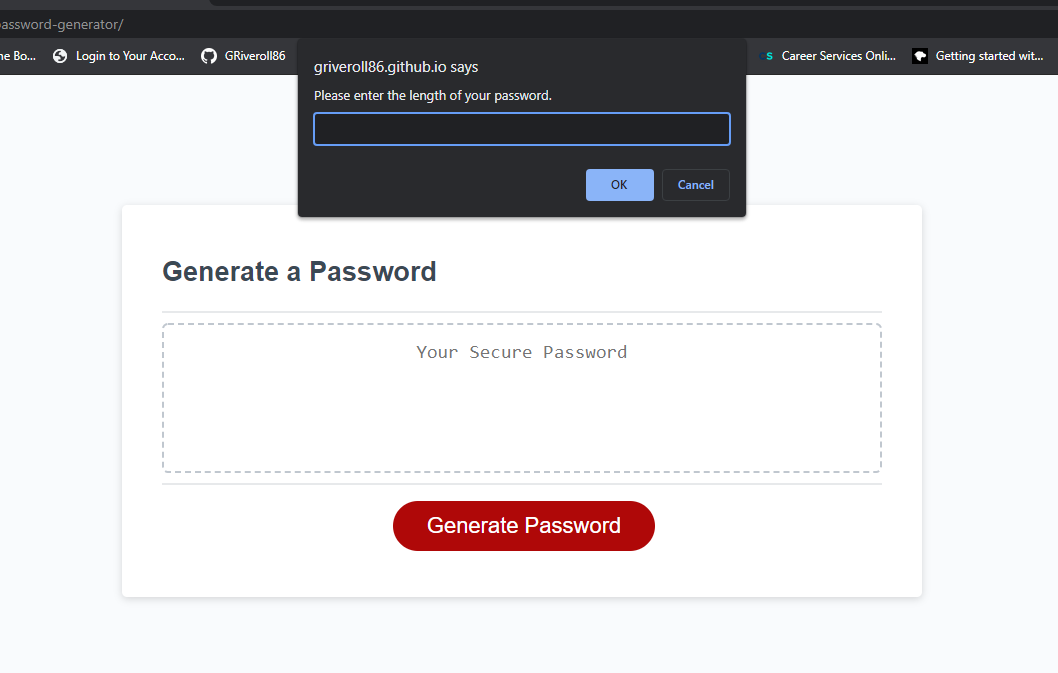 assword-generator/
ne Bo... Login to Your Acco... GRiveroll86 S Career Services Onli... Getting started wit...
griveroll86.github.io says
Please enter the length of your password.
OK Cancel
Generate a Password
Your Secure Password
Generate Password